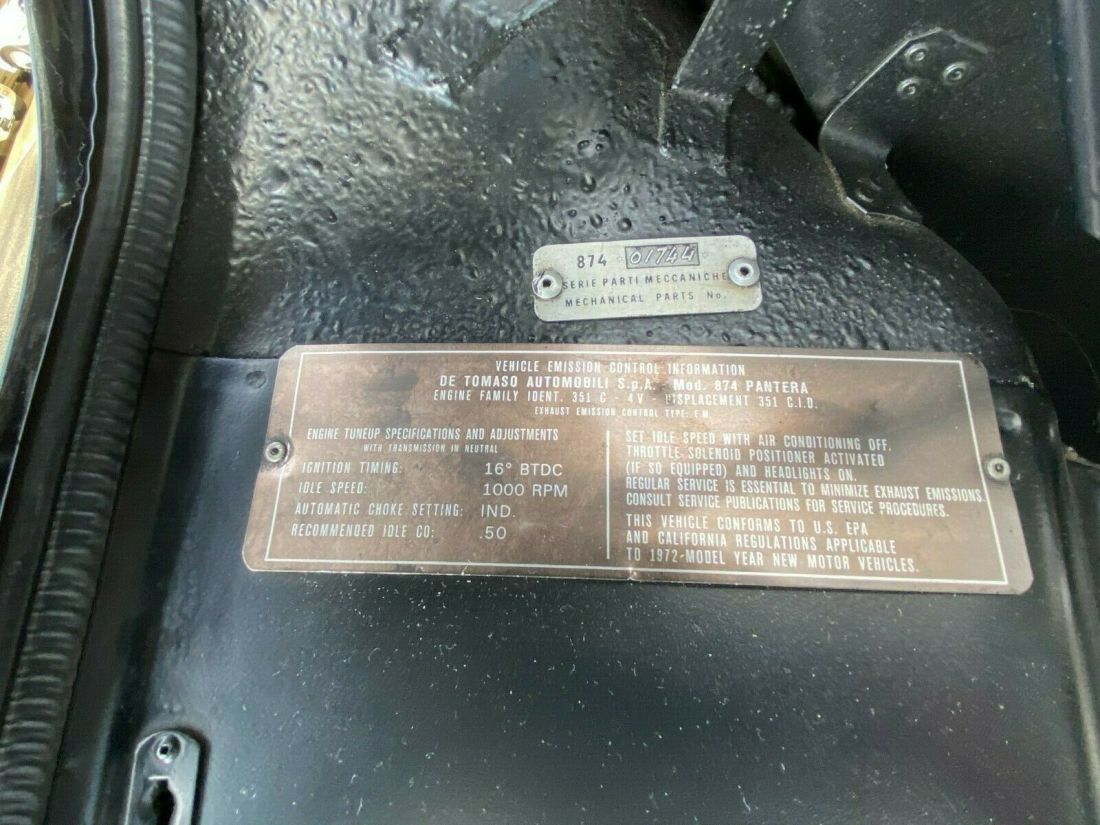 874 01744
SERIE PARTI MECCANICHE
MECHANICAL PARTS No.
VEHICLE EMISSION CONTROL INFORMATION
DE TOMASO AUTOMOBILI S.p.A. - Mod. 874 PANTERA
ENGINE FAMILY IDENT. 351 C - 4V - DISPLACEMENT 351 C.I.D.
EXHAUST EMISSION CONTROL TYPE: E.M.
ENGINE TUNEUP SPECIFICATIONS AND ADJUSTMENTS
WITH TRANSMISSION IN NEUTRAL
IGNITION TIMING: 16° BTDC
IDLE SPEED: 1000 RPM
AUTOMATIC CHOKE SETTING: IND.
RECOMMENDED IDLE CO: .50
SET IDLE SPEED WITH AIR CONDITIONING OFF.
THROTTLE SOLENOID POSITIONER ACTIVATED
(IF SO EQUIPPED) AND HEADLIGHTS ON.
REGULAR SERVICE IS ESSENTIAL TO MINIMIZE EXHAUST EMISSIONS.
CONSULT SERVICE PUBLICATIONS FOR SERVICE PROCEDURES.
THIS VEHICLE CONFORMS TO U.S. EPA
AND CALIFORNIA REGULATIONS APPLICABLE
TO 1972-MODEL YEAR NEW MOTOR VEHICLES.